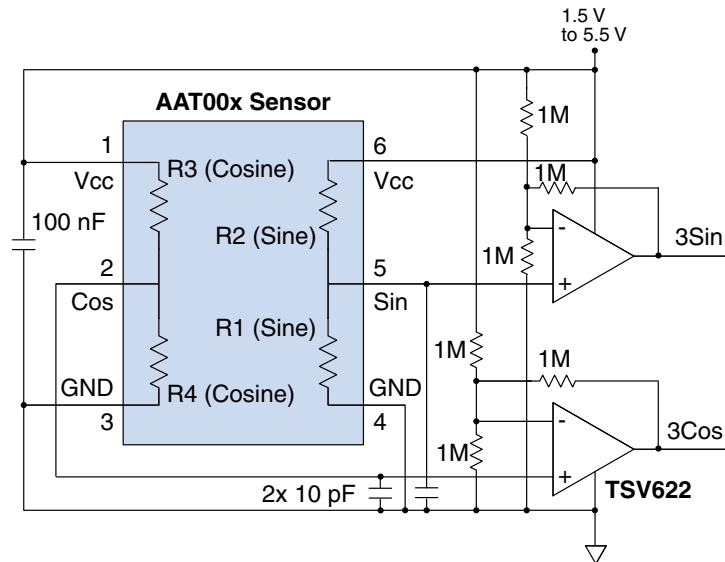 1.5 V
to 5.5 V
AAT00x Sensor
1M
1
6
R3 (Cosine)
Vcc
Vcc
1M
100 nF
R2 (Sine)
-
3Sin
1M
2
5
+
Cos
Sin
R1 (Sine)
1M
1M
GND
R4 (Cosine)
GND
3
4
-
3Cos
1M
+
2x 10 pF
TSV622